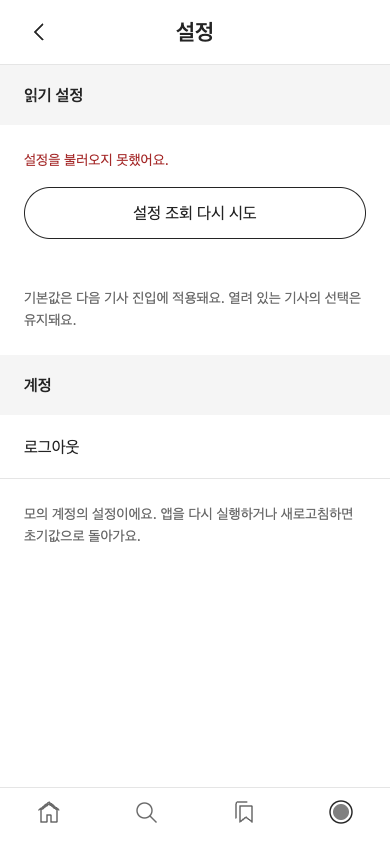 설정
읽기 설정
설정을 불러오지 못했어요.
설정 조회 다시 시도
기본값은 다음 기사 진입에 적용돼요. 열려 있는 기사의 선택은
유지돼요.
계정
로그아웃
모의 계정의 설정이에요. 앱을 다시 실행하거나 새로고침하면
초기값으로 돌아가요.